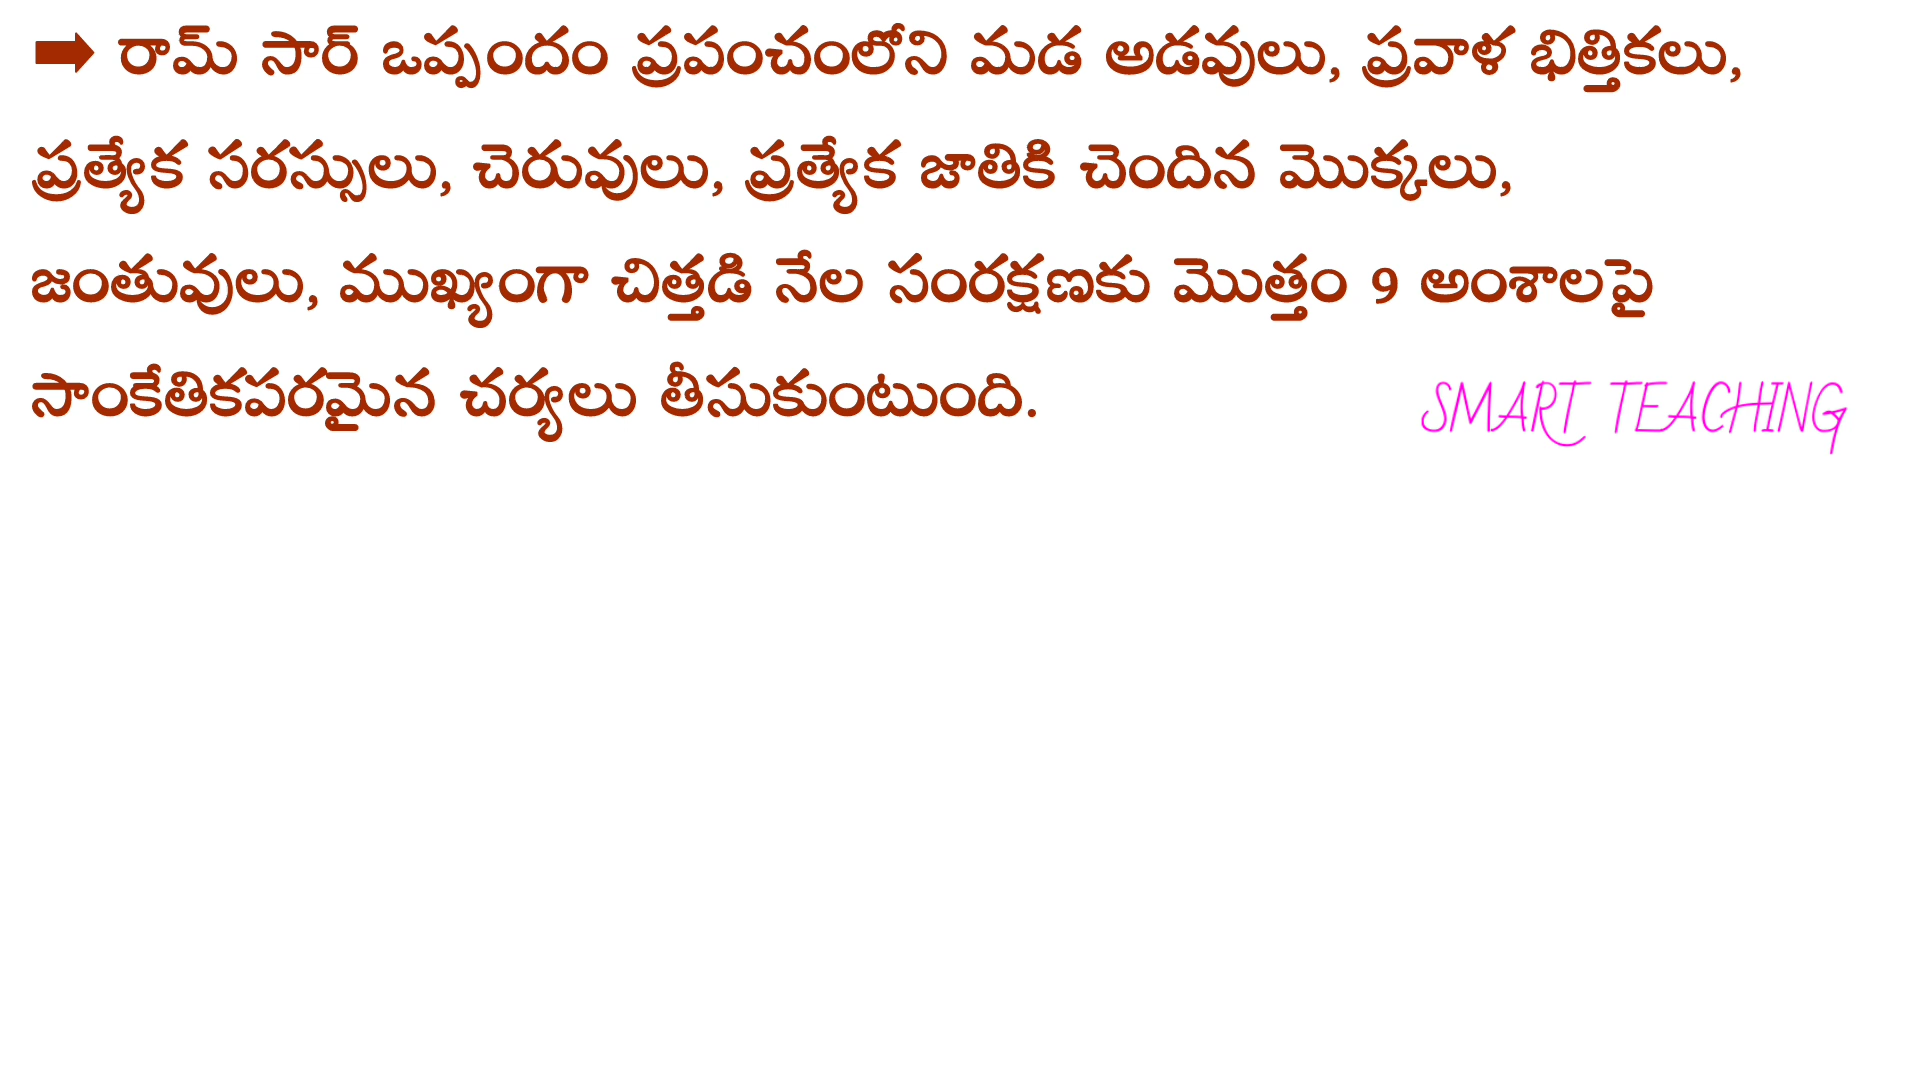 ➡ రామ్ సార్ ఒప్పందం ప్రపంచంలోని మడ అడవులు, ప్రవాళ భిత్తికలు,
ప్రత్యేక సరస్సులు, చెరువులు, ప్రత్యేక జాతికి చెందిన మొక్కలు,
జంతువులు, ముఖ్యంగా చిత్తడి నేల సంరక్షణకు మొత్తం 9 అంశాలపై
సాంకేతికపరమైన చర్యలు తీసుకుంటుంది.
SMART TEACHING